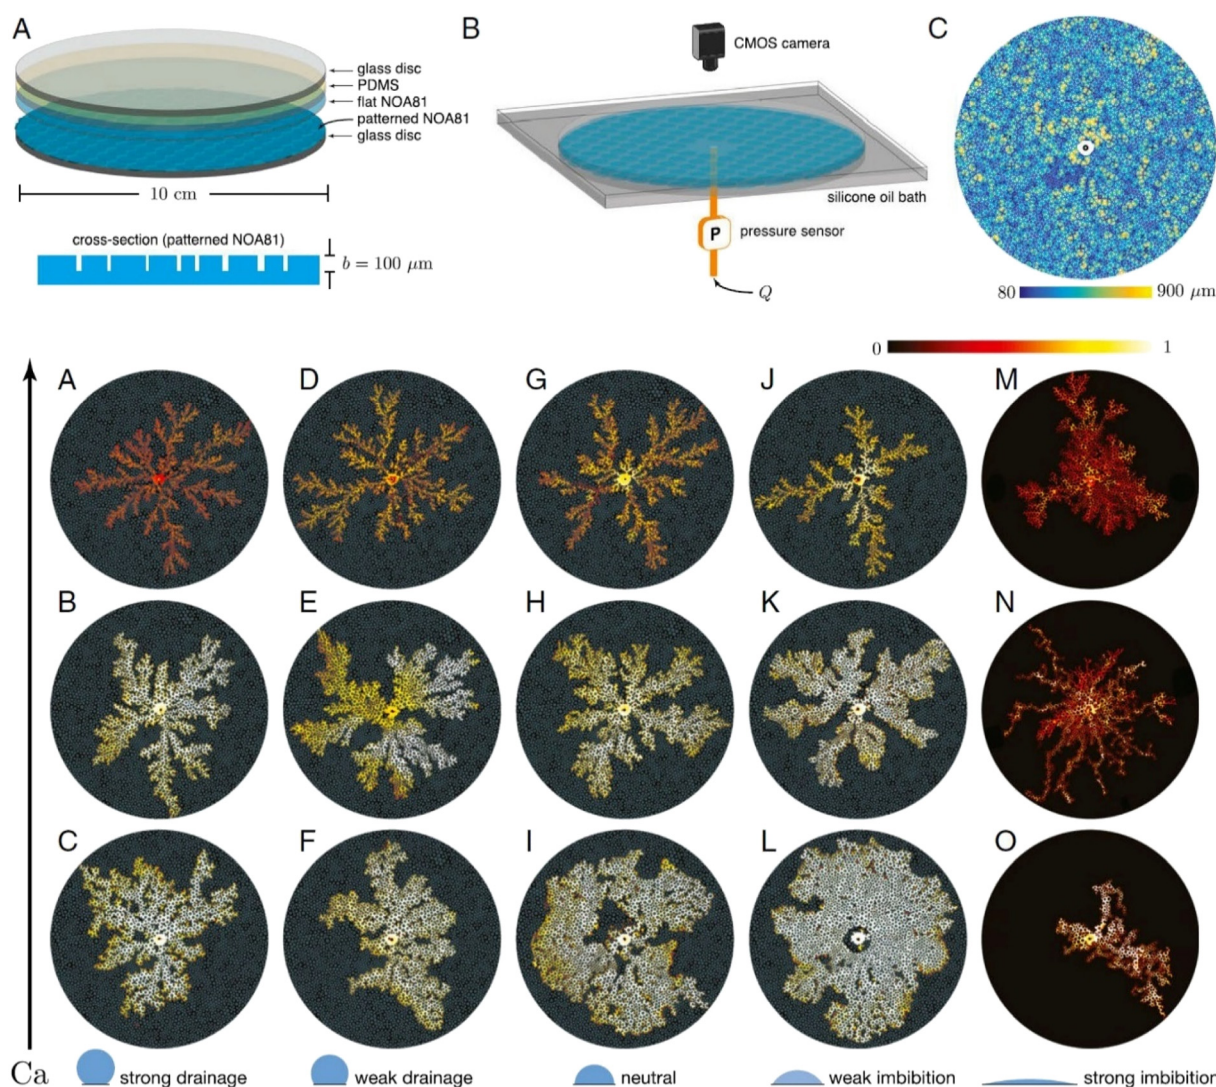 A
glass disc
PDMS
flat NOA81
patterned NOA81
glass disc
10 cm
cross-section (patterned NOA81)
b = 100 μm
B
CMOS camera
silicone oil bath
P
pressure sensor
Q
C
80
900 μm
0
1
A
D
G
J
M
B
E
H
K
N
C
F
I
L
O
Ca
strong drainage
weak drainage
neutral
weak imbibition
strong imbibition